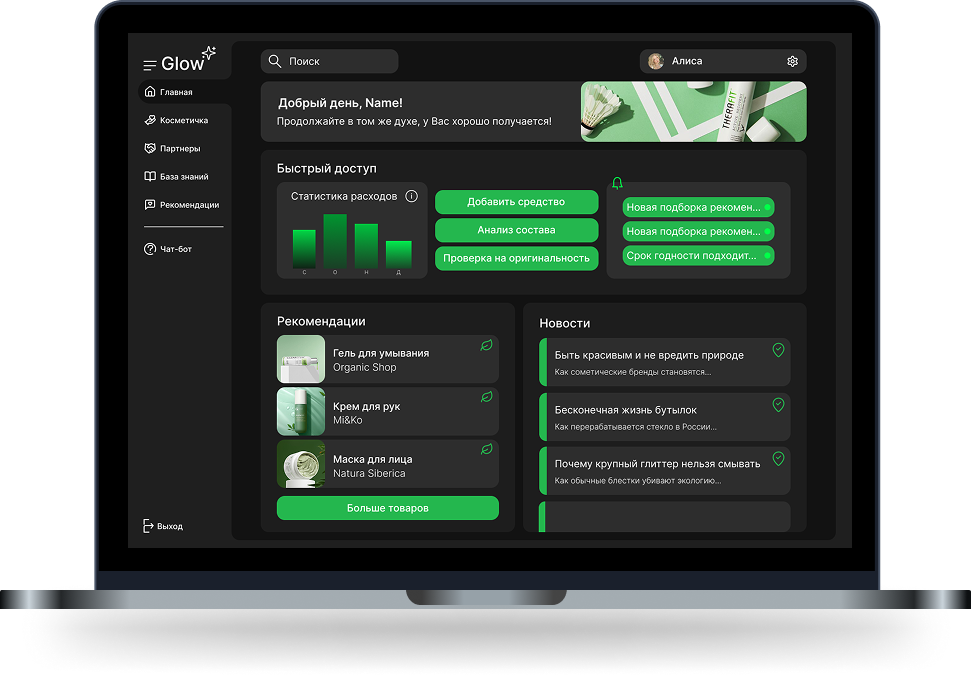 Glow
Главная
Косметичка
Партнеры
База знаний
Рекомендации
Чат-бот
Выход
Поиск
Алиса
Добрый день, Name!
Продолжайте в том же духе, у Вас хорошо получается!
THERAFIT
Быстрый доступ
Статистика расходов
С О Н Д
Добавить средство
Анализ состава
Проверка на оригинальность
Новая подборка рекомен...
Новая подборка рекомен...
Срок годности подходит...
Рекомендации
Гель для умывания
Organic Shop
Крем для рук
Mi&Ko
Маска для лица
Natura Siberica
Больше товаров
Новости
Быть красивым и не вредить природе
Как сометические бренды становятся...
Бесконечная жизнь бутылок
Как перерабатывается стекло в России...
Почему крупный глиттер нельзя смывать
Как обычные блестки убивают экологию...